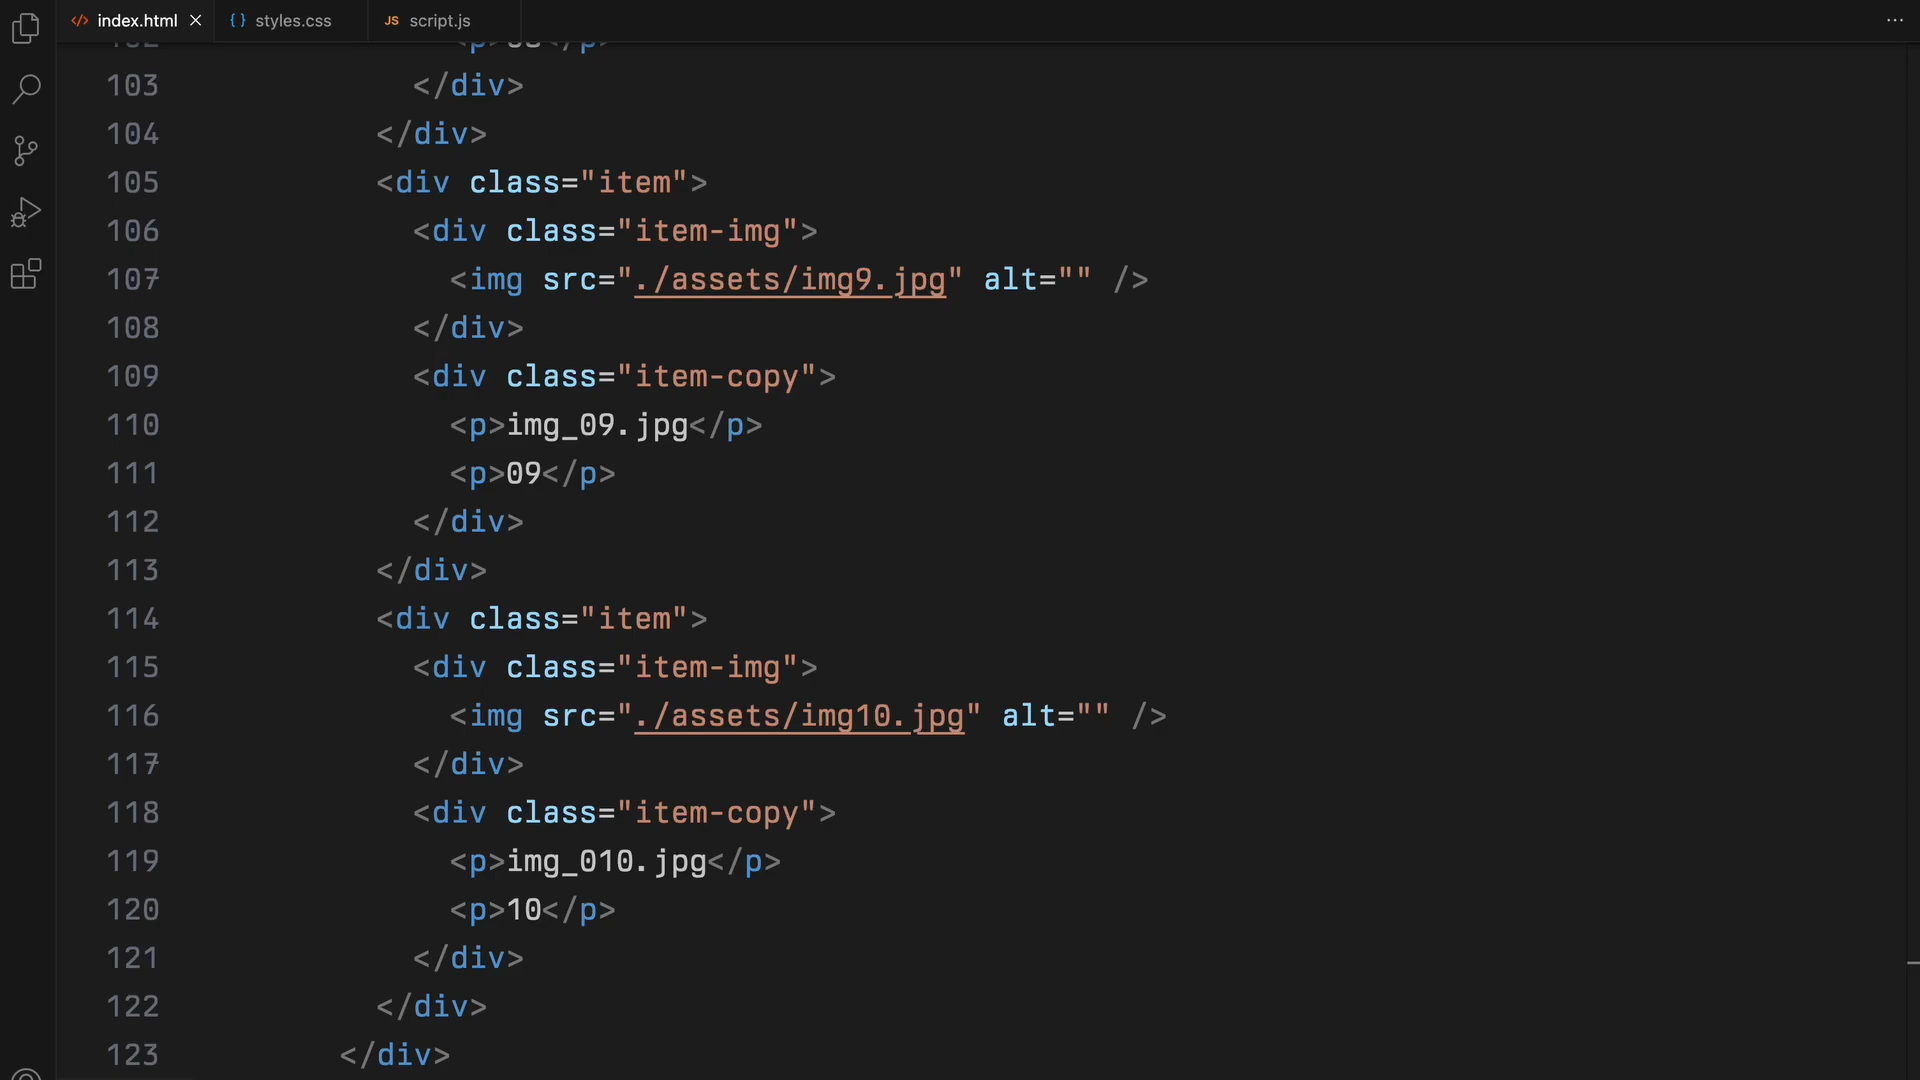 index.html
styles.css
JS script.js
103 </div>
104 </div>
105 <div class="item">
106 <div class="item-img">
107 <img src="./assets/img9.jpg" alt="" />
108 </div>
109 <div class="item-copy">
110 <p>img_09.jpg</p>
111 <p>09</p>
112 </div>
113 </div>
114 <div class="item">
115 <div class="item-img">
116 <img src="./assets/img10.jpg" alt="" />
117 </div>
118 <div class="item-copy">
119 <p>img_010.jpg</p>
120 <p>10</p>
121 </div>
122 </div>
123 </div>